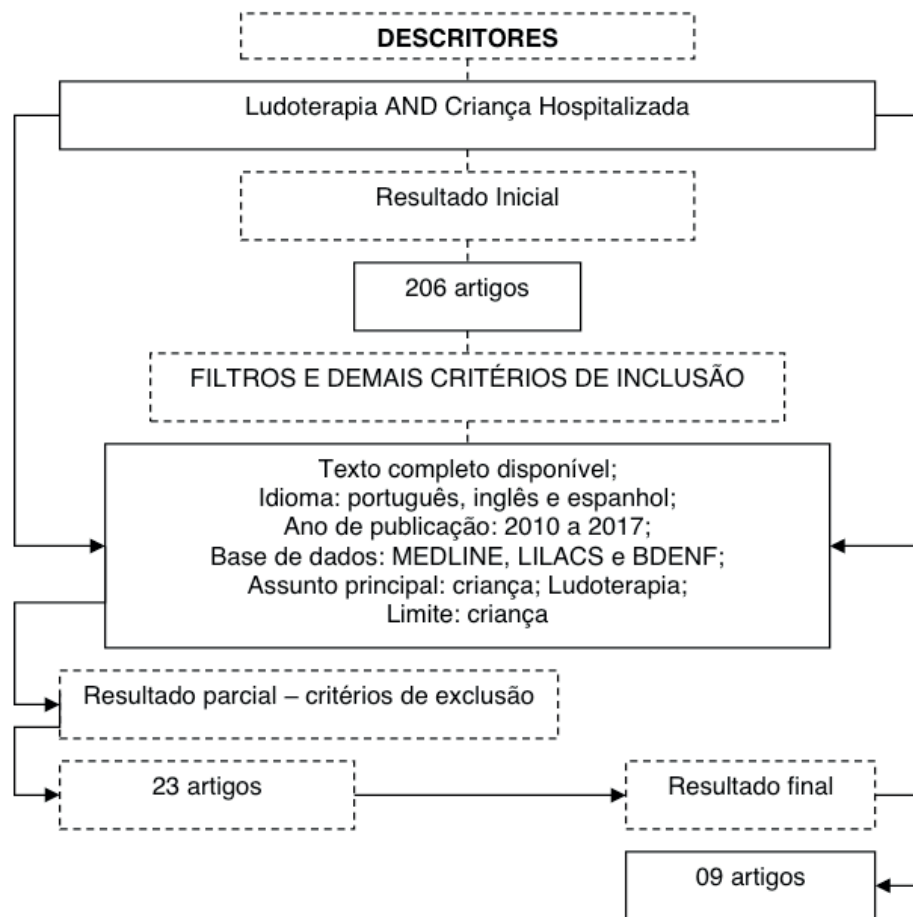 DESCRITORES
Ludoterapia AND Criança Hospitalizada
Resultado Inicial
206 artigos
FILTROS E DEMAIS CRITÉRIOS DE INCLUSÃO
Texto completo disponível;
Idioma: português, inglês e espanhol;
Ano de publicação: 2010 a 2017;
Base de dados: MEDLINE, LILACS e BDENF;
Assunto principal: criança; Ludoterapia;
Limite: criança
Resultado parcial – critérios de exclusão
23 artigos
Resultado final
09 artigos